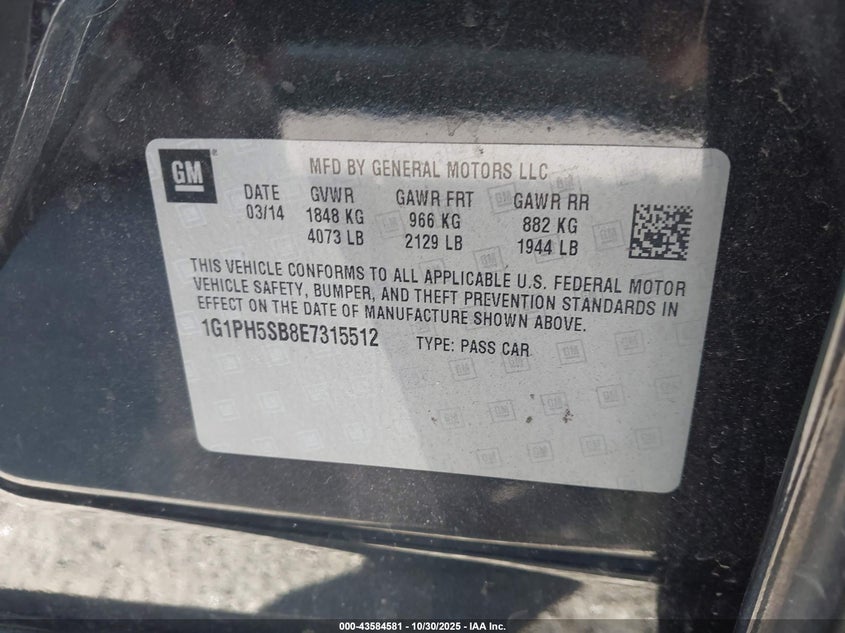 GM®
MFD BY GENERAL MOTORS LLC
DATE GVWR GAWR FRT GAWR RR
03/14 1848 KG 966 KG 882 KG
4073 LB 2129 LB 1944 LB
THIS VEHICLE CONFORMS TO ALL APPLICABLE U.S. FEDERAL MOTOR
VEHICLE SAFETY, BUMPER, AND THEFT PREVENTION STANDARDS IN
EFFECT ON THE DATE OF MANUFACTURE SHOWN ABOVE.
1G1PH5SB8E7315512 TYPE: PASS CAR
000-43584581 | 10/30/2025 - IAA Inc.